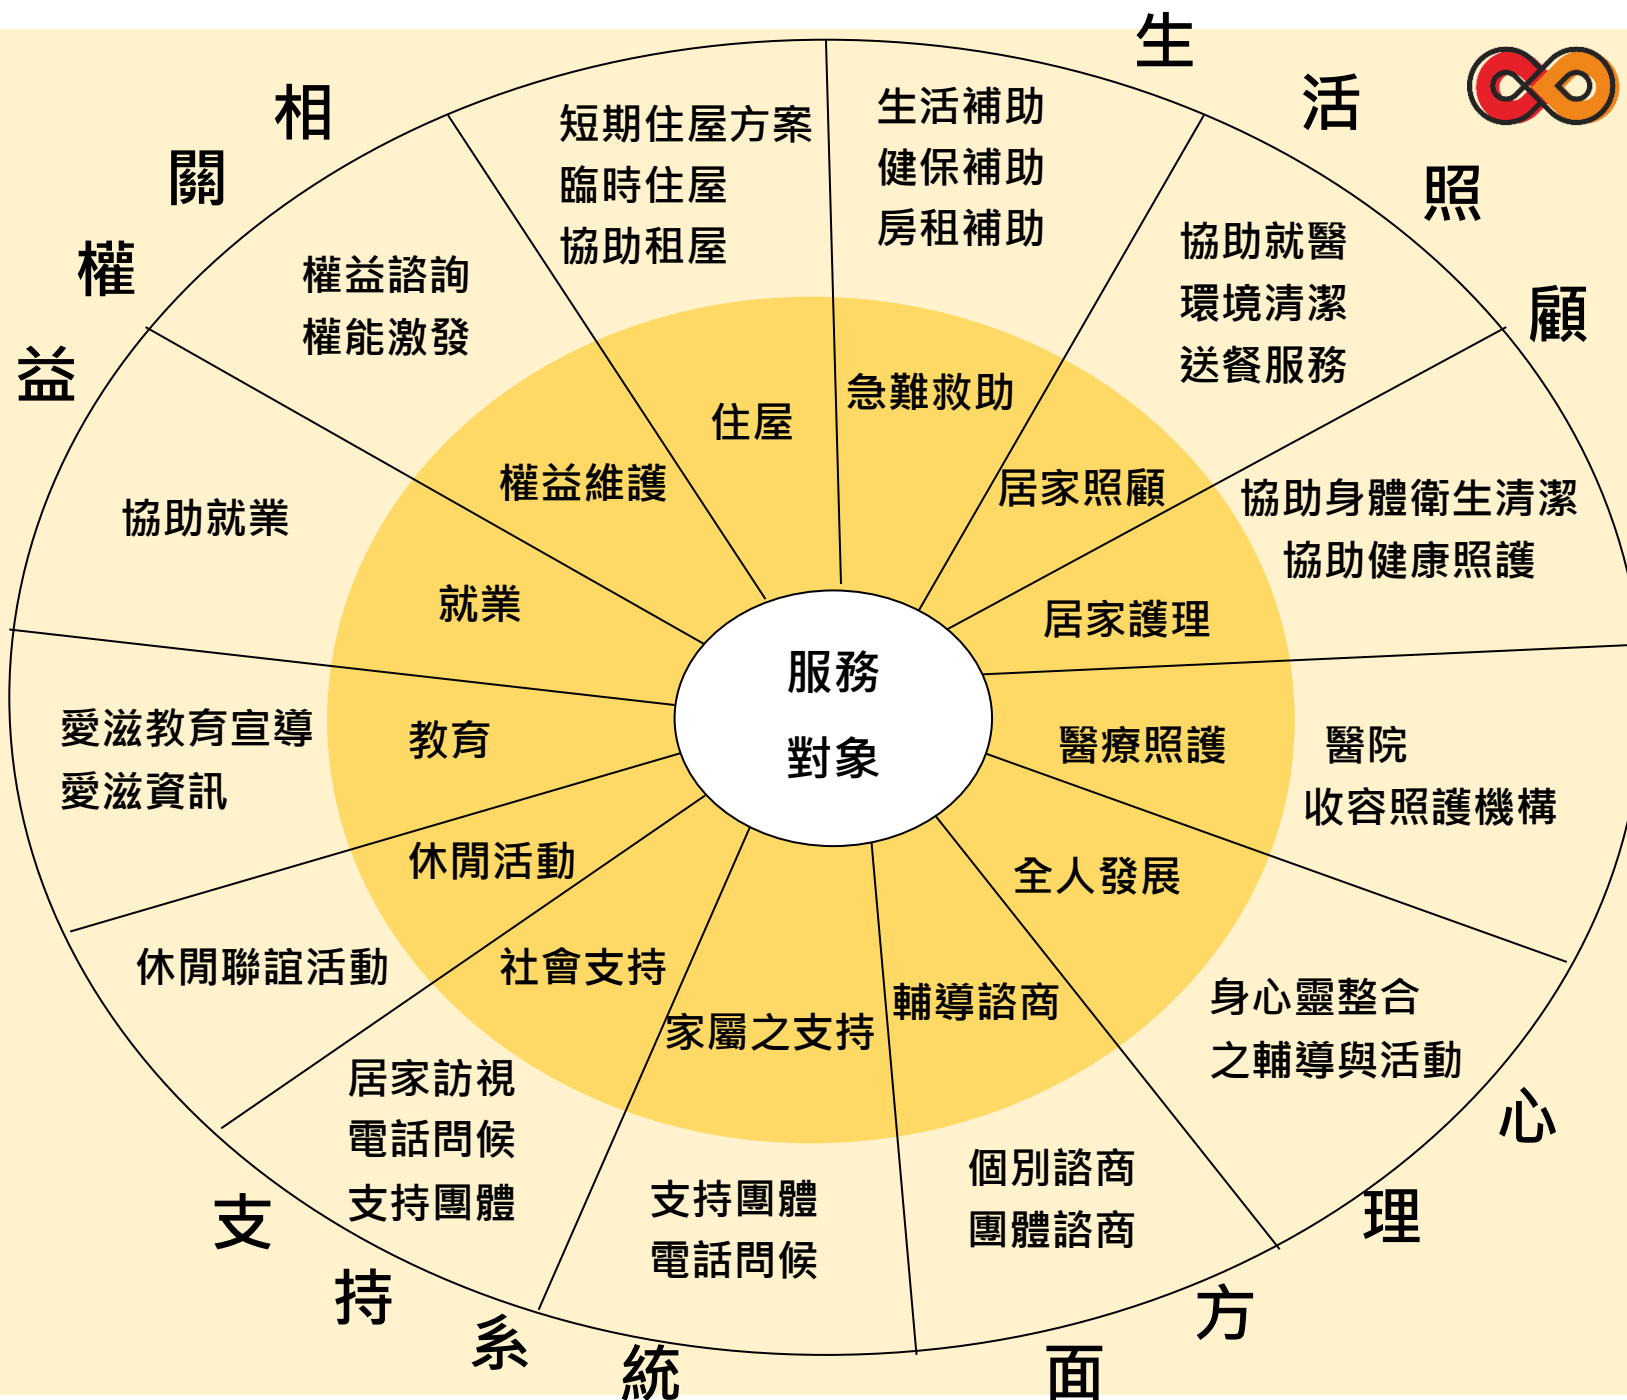 生活照顧
相關權益
心理方面
支持系統
服務
對象
急難救助
生活補助
健保補助
房租補助
居家照顧
協助就醫
環境清潔
送餐服務
居家護理
協助身體衛生清潔
協助健康照護
醫療照護
醫院
收容照護機構
全人發展
身心靈整合
之輔導與活動
輔導諮商
個別諮商
團體諮商
家屬之支持
支持團體
電話問候
社會支持
居家訪視
電話問候
支持團體
休閒活動
休閒聯誼活動
教育
愛滋教育宣導
愛滋資訊
就業
協助就業
權益維護
權益諮詢
權能激發
住屋
短期住屋方案
臨時住屋
協助租屋